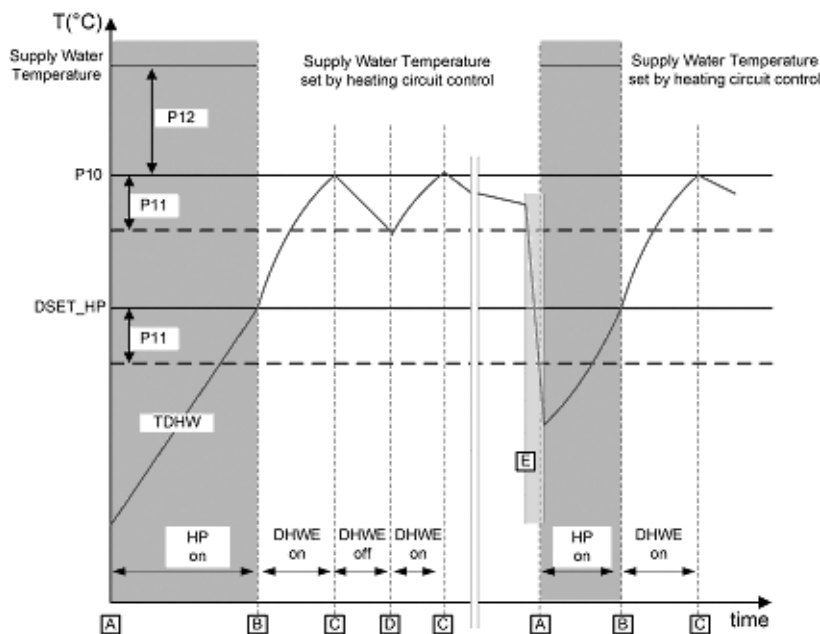 T(°C)
Supply Water
Temperature
Supply Water Temperature
set by heating circuit control
Supply Water Temperature
set by heating circuit control
P12
P10
P11
DSET_HP
P11
TDHW
E
HP
on
DHWE
on
DHWE
off
DHWE
on
HP
on
DHWE
on
A
B
C
D
C
A
B
C
time